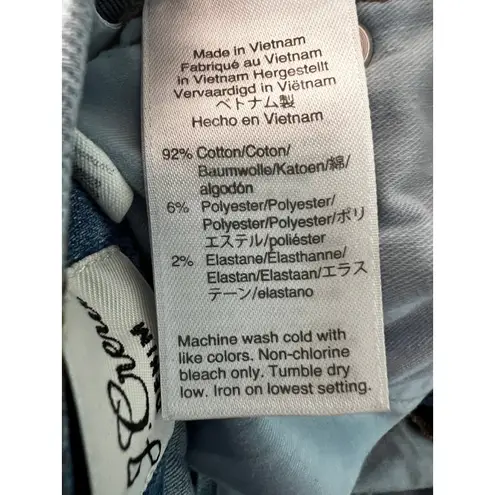 Made in Vietnam
Fabriqué au Vietnam
in Vietnam Hergestellt
Vervaardigd in Viëtnam
ベトナム製
Hecho en Vietnam
92% Cotton/Coton/
Baumwolle/Katoen/綿/
algodón
6% Polyester/Polyester/
Polyester/Polyester/ポリ
エステル/poliéster
2% Elastane/Élasthanne/
Elastan/Elastaan/エラス
テーン/elastano
Machine wash cold with
like colors. Non-chlorine
bleach only. Tumble dry
low. Iron on lowest setting.